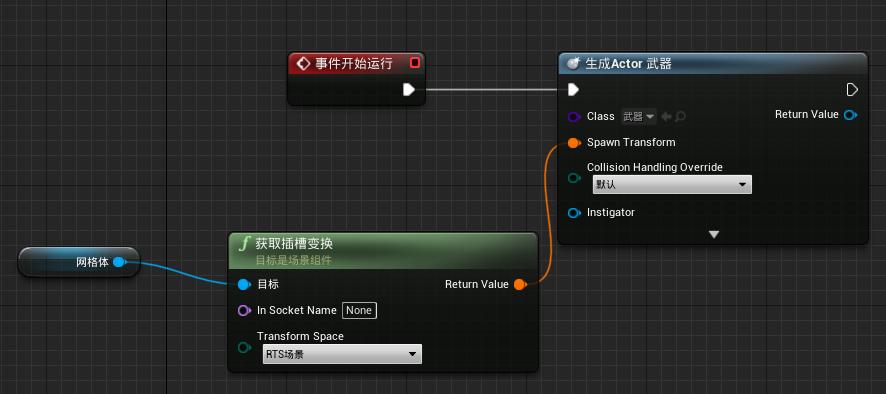 事件开始运行
生成Actor 武器
Class 武器
Return Value
Spawn Transform
Collision Handling Override
默认
Instigator
网格体
f 获取插槽变换
目标是场景组件
目标
Return Value
In Socket Name None
Transform Space
RTS场景